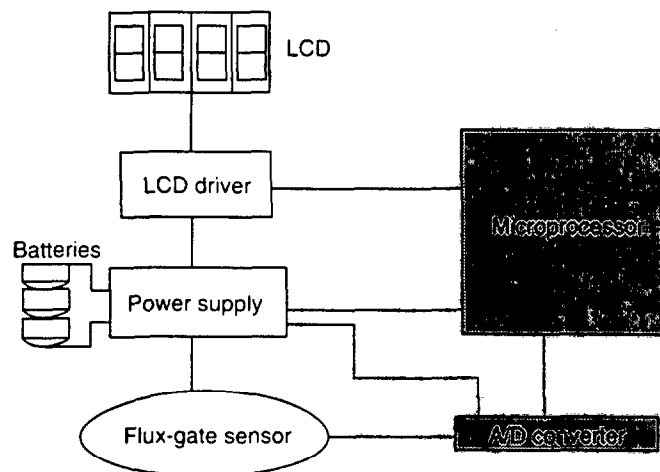 LCD
LCD driver
Microprocessor
Batteries
Power supply
Flux-gate sensor
A/D converter